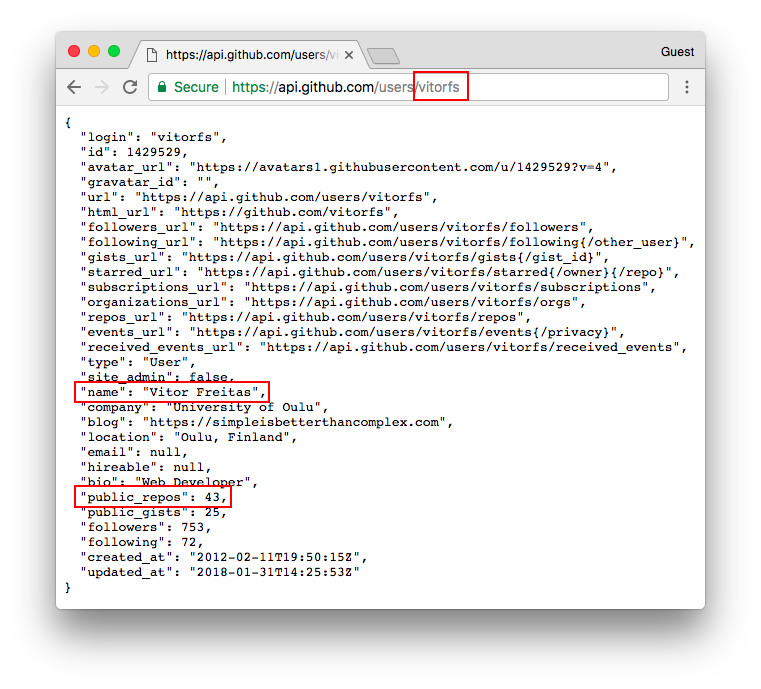 https://api.github.com/users/vi
Guest
Secure https://api.github.com/users/vitorfs
{
"login": "vitorfs",
"id": 1429529,
"avatar_url": "https://avatars1.githubusercontent.com/u/1429529?v=4",
"gravatar_id": "",
"url": "https://api.github.com/users/vitorfs",
"html_url": "https://github.com/vitorfs",
"followers_url": "https://api.github.com/users/vitorfs/followers",
"following_url": "https://api.github.com/users/vitorfs/following{/other_user}",
"gists_url": "https://api.github.com/users/vitorfs/gists{/gist_id}",
"starred_url": "https://api.github.com/users/vitorfs/starred{/owner}{/repo}",
"subscriptions_url": "https://api.github.com/users/vitorfs/subscriptions",
"organizations_url": "https://api.github.com/users/vitorfs/orgs",
"repos_url": "https://api.github.com/users/vitorfs/repos",
"events_url": "https://api.github.com/users/vitorfs/events{/privacy}",
"received_events_url": "https://api.github.com/users/vitorfs/received_events",
"type": "User",
"site_admin": false,
"name": "Vitor Freitas",
"company": "University of Oulu",
"blog": "https://simpleisbetterthancomplex.com",
"location": "Oulu, Finland",
"email": null,
"hireable": null,
"bio": "Web Developer",
"public_repos": 43,
"public_gists": 25,
"followers": 753,
"following": 72,
"created_at": "2012-02-11T19:50:15Z",
"updated_at": "2018-01-31T14:25:53Z"
}